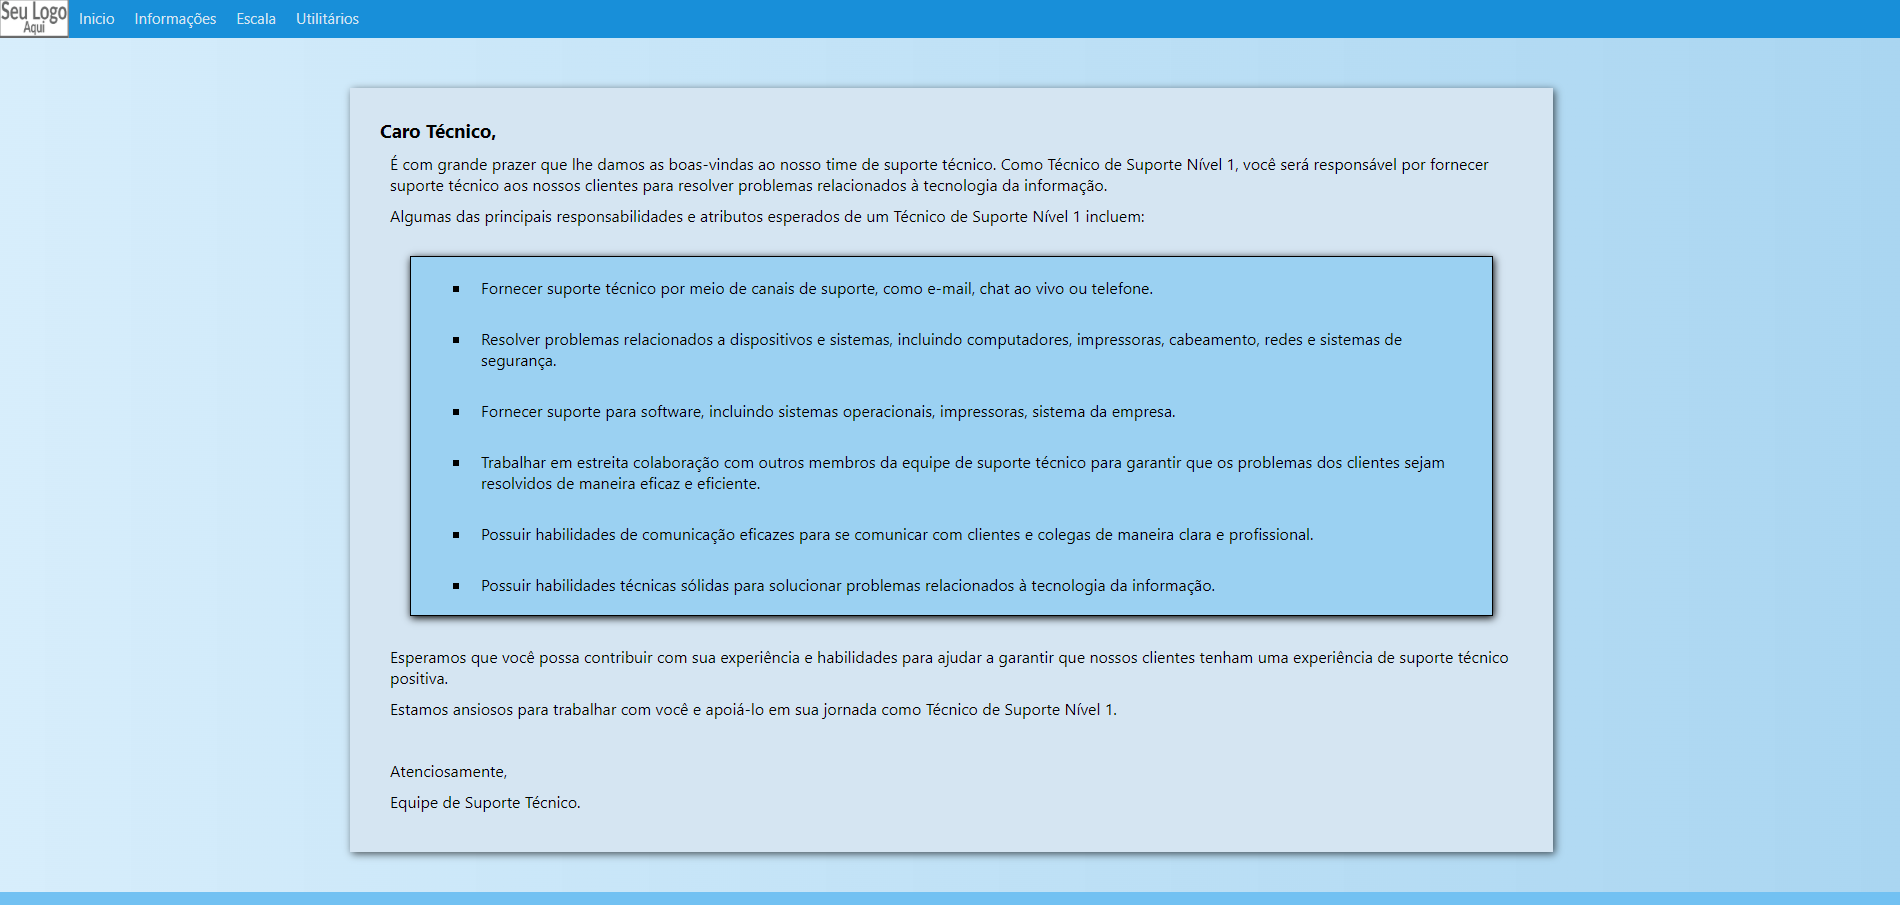 Seu Logo
Aqui
Inicio Informações Escala Utilitários
Caro Técnico,
É com grande prazer que lhe damos as boas-vindas ao nosso time de suporte técnico. Como Técnico de Suporte Nível 1, você será responsável por fornecer
suporte técnico aos nossos clientes para resolver problemas relacionados à tecnologia da informação.
Algumas das principais responsabilidades e atributos esperados de um Técnico de Suporte Nível 1 incluem:
Fornecer suporte técnico por meio de canais de suporte, como e-mail, chat ao vivo ou telefone.
Resolver problemas relacionados a dispositivos e sistemas, incluindo computadores, impressoras, cabeamento, redes e sistemas de
segurança.
Fornecer suporte para software, incluindo sistemas operacionais, impressoras, sistema da empresa.
Trabalhar em estreita colaboração com outros membros da equipe de suporte técnico para garantir que os problemas dos clientes sejam
resolvidos de maneira eficaz e eficiente.
Possuir habilidades de comunicação eficazes para se comunicar com clientes e colegas de maneira clara e profissional.
Possuir habilidades técnicas sólidas para solucionar problemas relacionados à tecnologia da informação.
Esperamos que você possa contribuir com sua experiência e habilidades para ajudar a garantir que nossos clientes tenham uma experiência de suporte técnico
positiva.
Estamos ansiosos para trabalhar com você e apoiá-lo em sua jornada como Técnico de Suporte Nível 1.
Atenciosamente,
Equipe de Suporte Técnico.